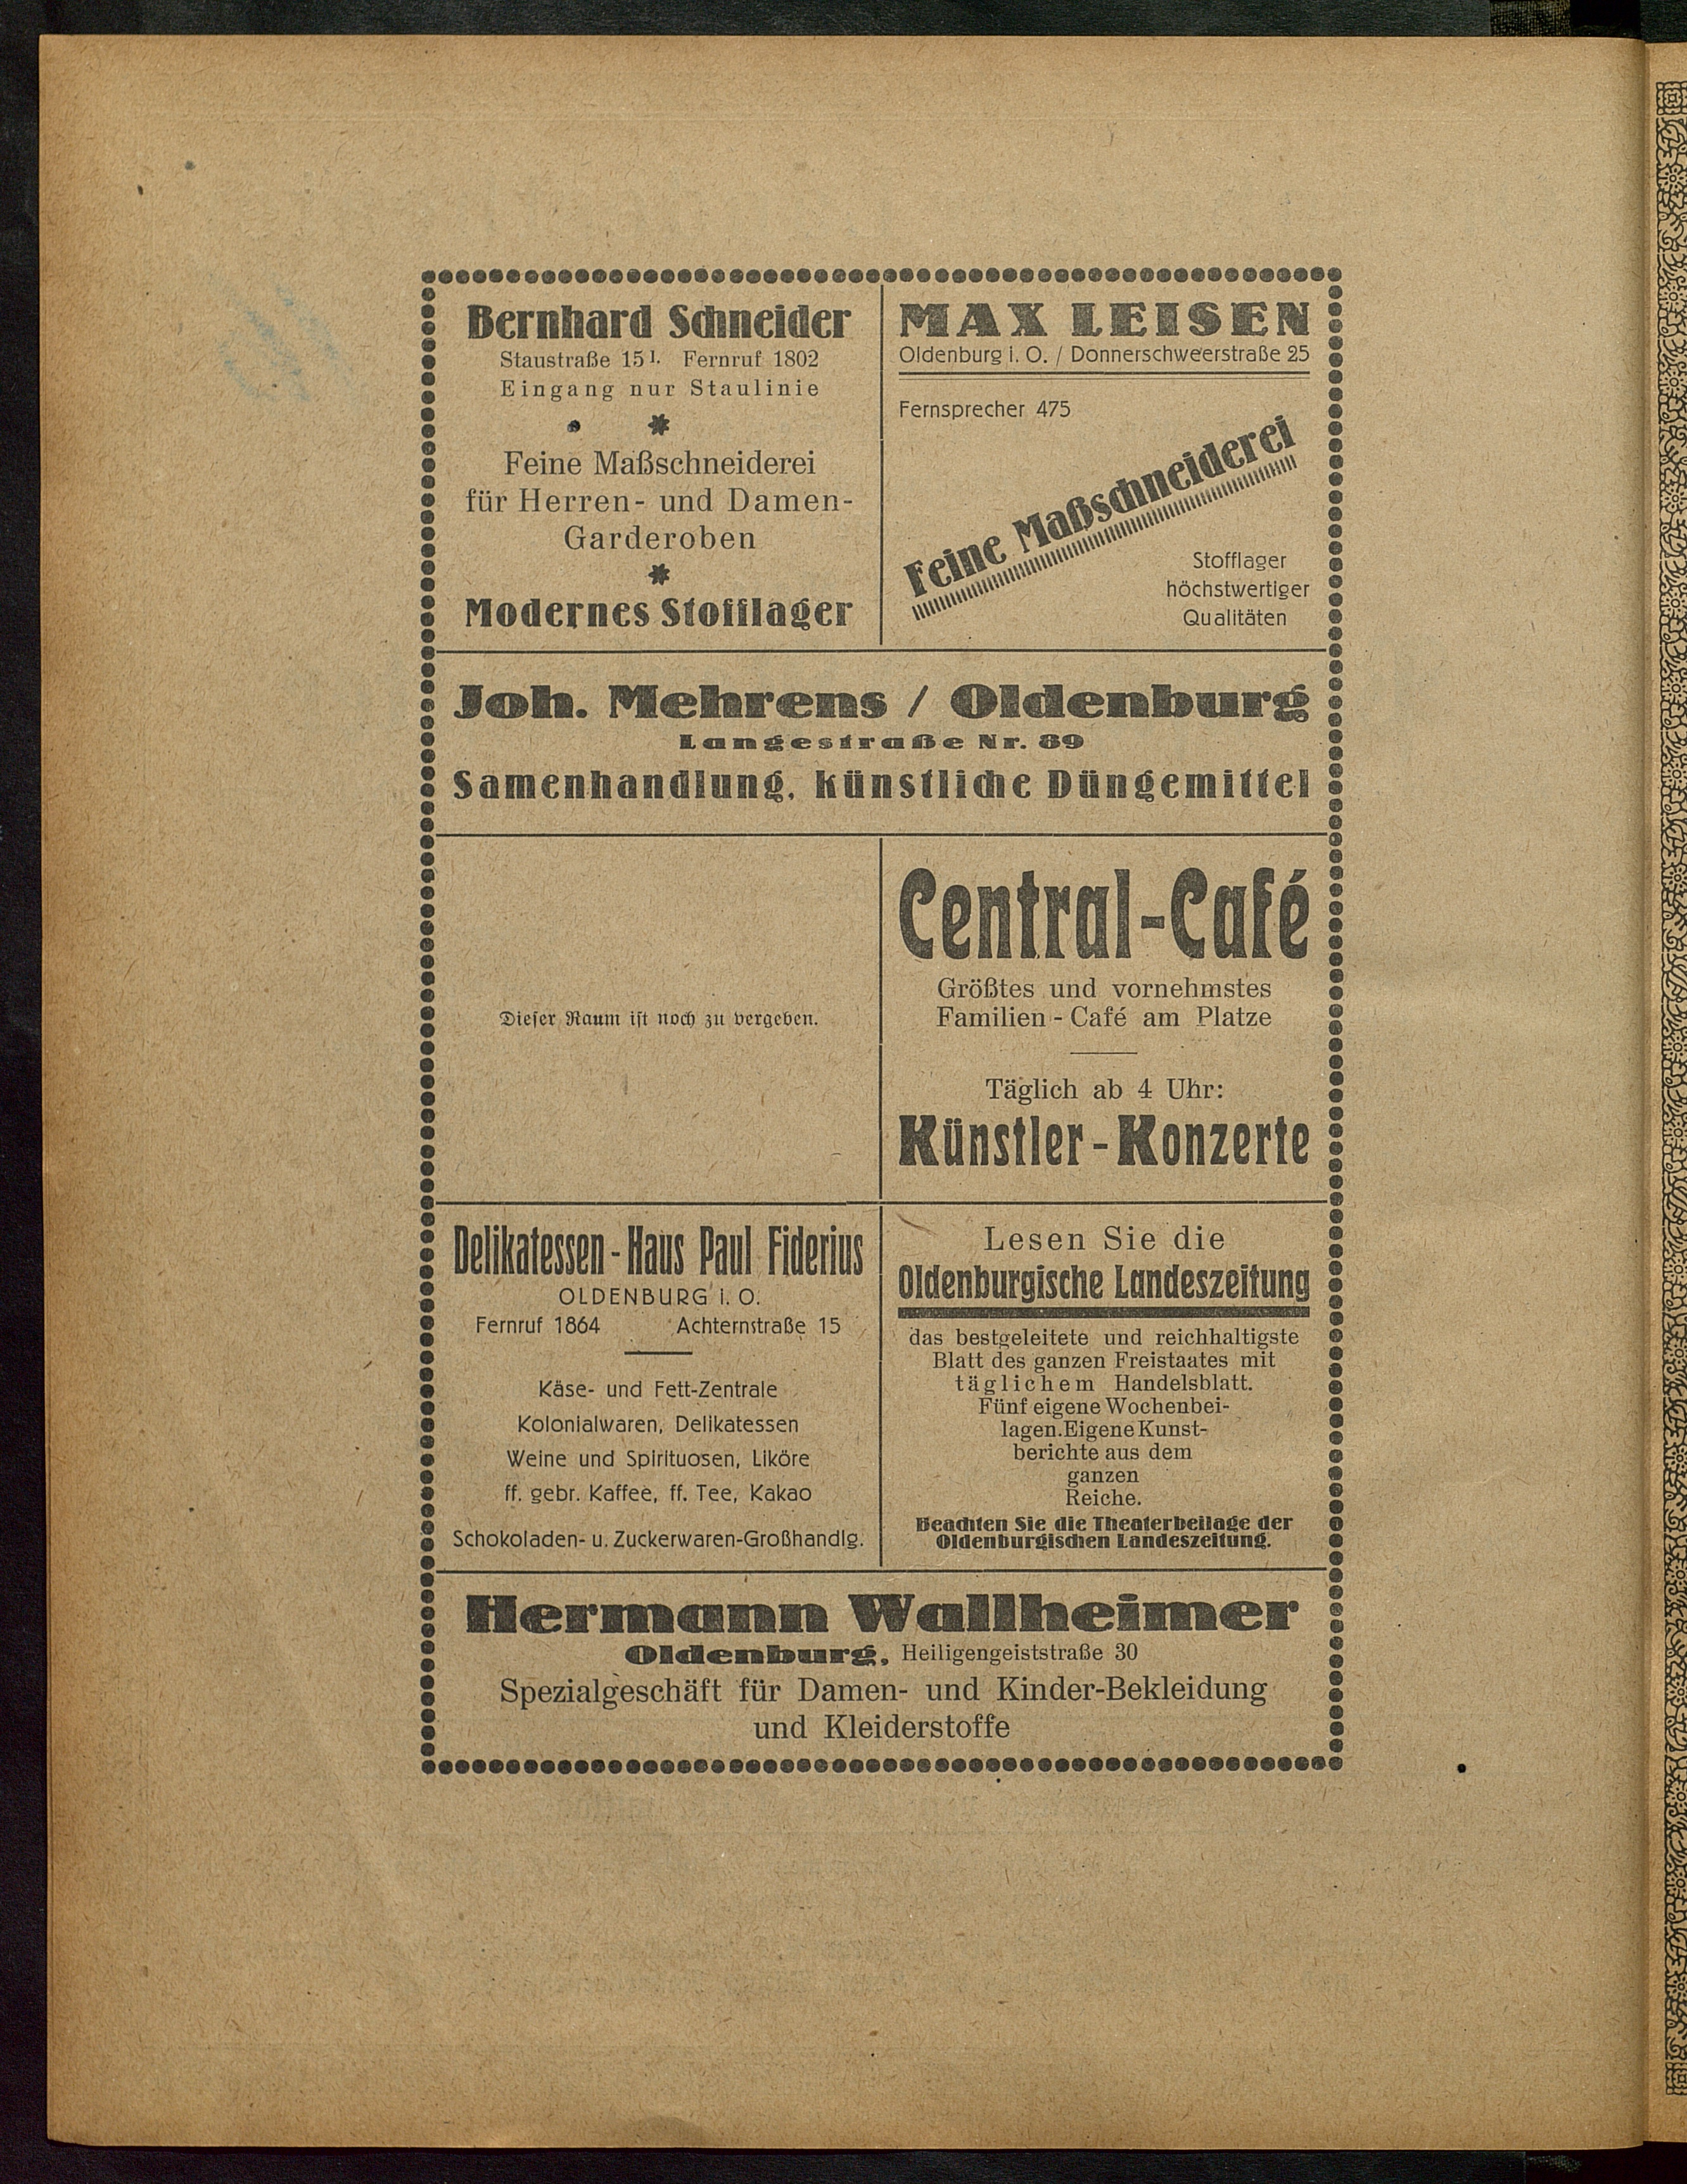 Bernhard Schneider
Staustraße 15 I. Fernruf 1802
Eingang nur Staulinie
Feine Maßschneiderei
für Herren- und Damen-
Garderoben
Modernes Stofflager
MAX LEISEN
Oldenburg i. O. / Donnerschweerstraße 25
Fernsprecher 475
Feine Maßschneiderei
Stofflager
höchstwertiger
Qualitäten
Joh. Mehrens / Oldenburg
Langestraße Nr. 89
Samenhandlung, künstliche Düngemittel
Dieser Raum ist noch zu vergeben.
Central-Café
Größtes und vornehmstes
Familien-Café am Platze
Täglich ab 4 Uhr:
Künstler-Konzerte
Delikatessen-Haus Paul Fiderius
OLDENBURG i. O.
Fernruf 1864 Achternstraße 15
Käse- und Fett-Zentrale
Kolonialwaren, Delikatessen
Weine und Spirituosen, Liköre
ff. gebr. Kaffee, ff. Tee, Kakao
Schokoladen- u. Zuckerwaren-Großhandlg.
Lesen Sie die
Oldenburgische Landeszeitung
das bestgeleitete und reichhaltigste
Blatt des ganzen Freistaates mit
täglichem Handelsblatt.
Fünf eigene Wochenbei-
lagen. Eigene Kunst-
berichte aus dem
ganzen
Reiche.
Beachten Sie die Theaterbeilage der
Oldenburgischen Landeszeitung.
Hermann Wallheimer
Oldenburg, Heiligengeiststraße 30
Spezialgeschäft für Damen- und Kinder-Bekleidung
und Kleiderstoffe